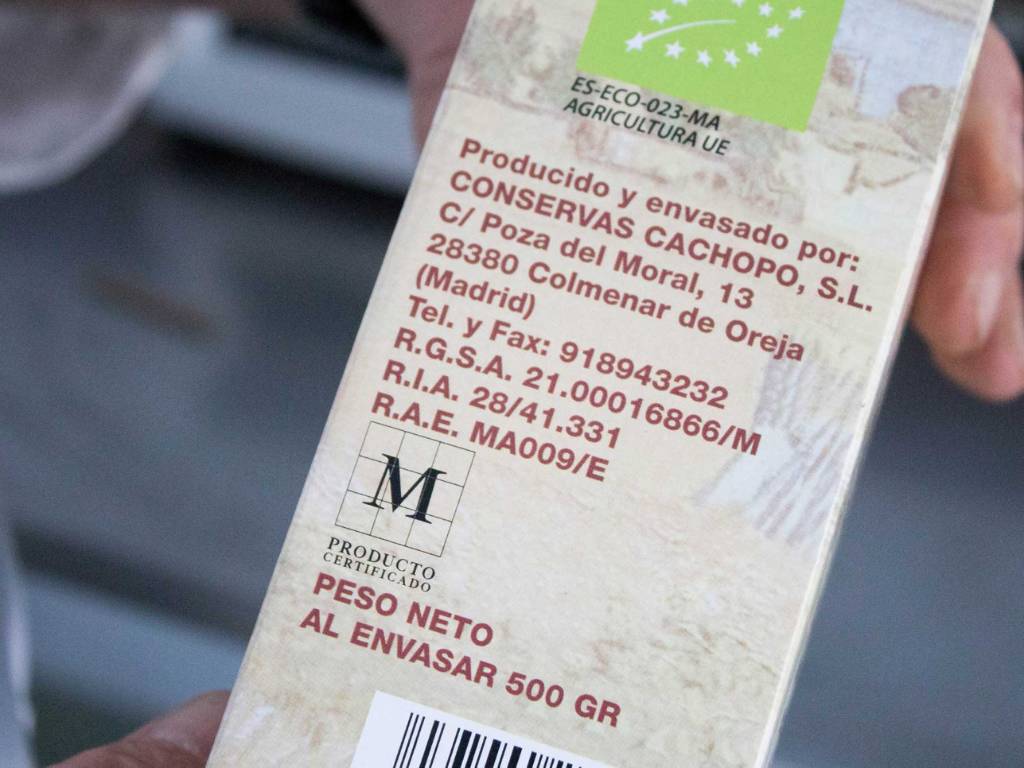 ES-ECO-023-MA
AGRICULTURA UE
Producido y envasado por:
CONSERVAS CACHOPO, S.L.
C/ Poza del Moral, 13
28380 Colmenar de Oreja
(Madrid)
Tel. y Fax: 918943232
R.G.S.A. 21.00016866/M
R.I.A. 28/41.331
R.A.E. MA009/E
M
PRODUCTO
CERTIFICADO
PESO NETO
AL ENVASAR 500 GR